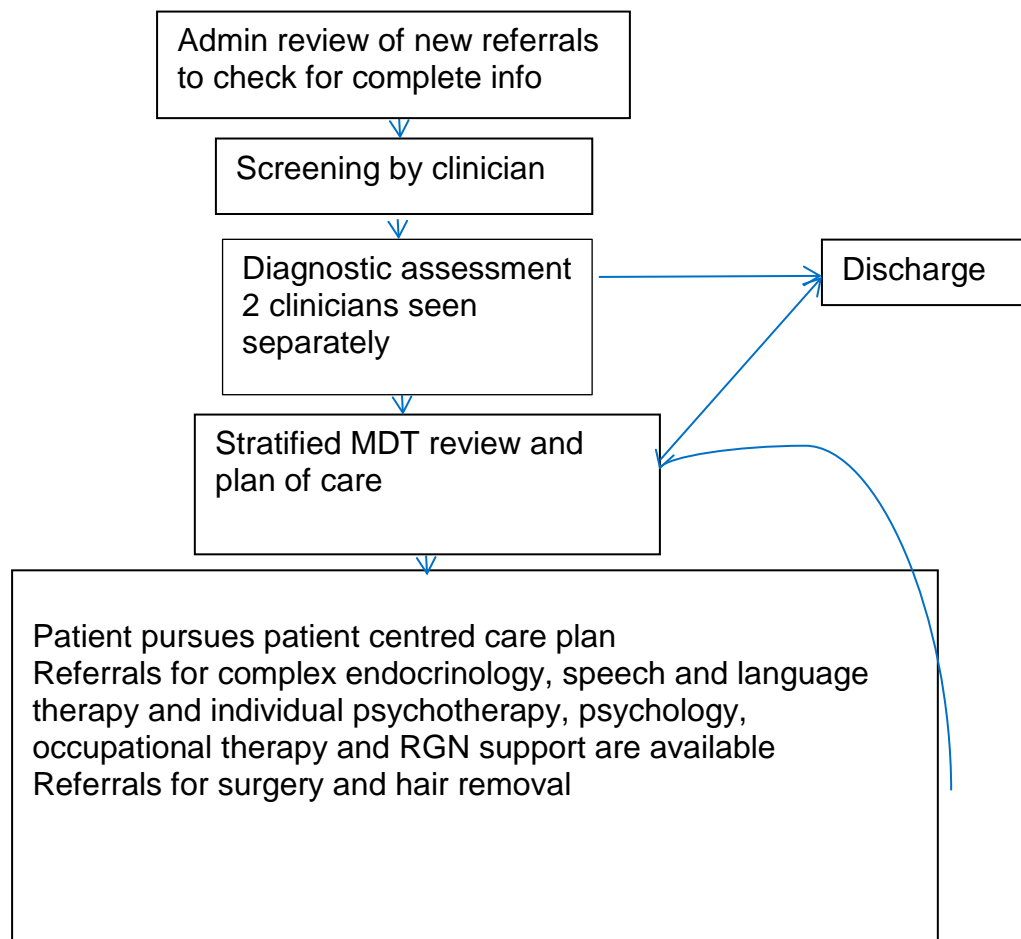 Admin review of new referrals
to check for complete info
Screening by clinician
Diagnostic assessment
2 clinicians seen
separately
Discharge
Stratified MDT review and
plan of care
Patient pursues patient centred care plan
Referrals for complex endocrinology, speech and language
therapy and individual psychotherapy, psychology,
occupational therapy and RGN support are available
Referrals for surgery and hair removal